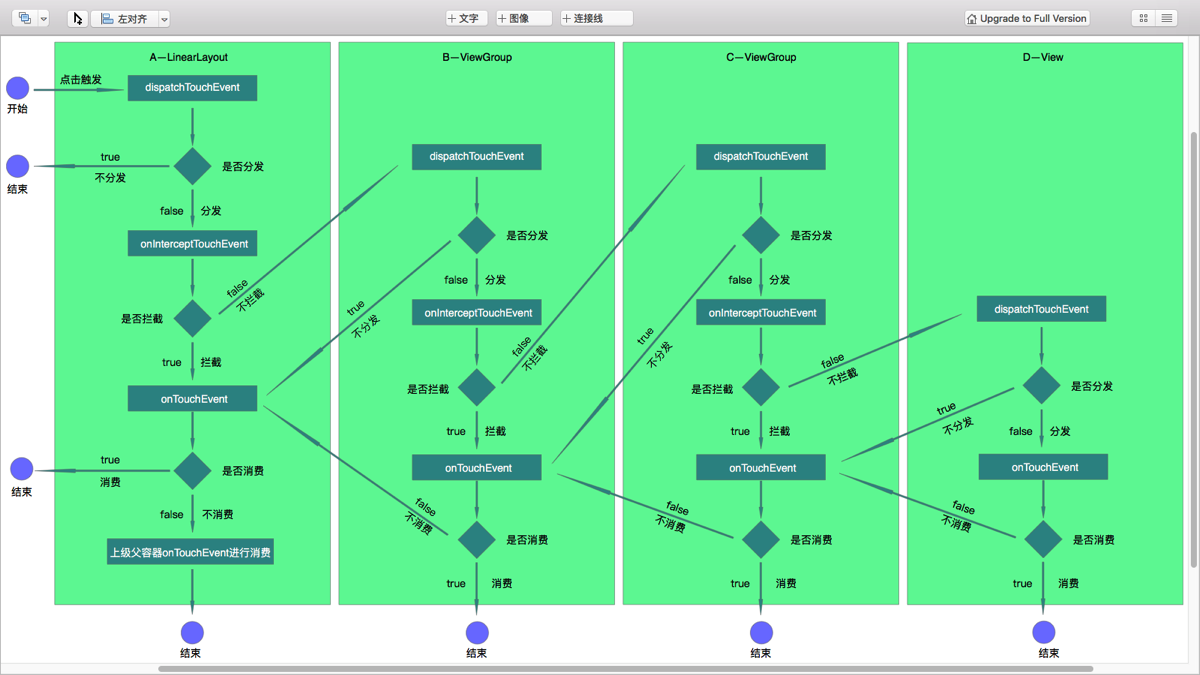 左对齐
+ 文字
+ 图像
+ 连接线
Upgrade to Full Version
A—LinearLayout
点击触发
开始
dispatchTouchEvent
true
不分发
结束
是否分发
false
分发
onInterceptTouchEvent
是否拦截
false
不拦截
true
拦截
onTouchEvent
true
消费
结束
是否消费
false
不消费
上级父容器onTouchEvent进行消费
结束
B—ViewGroup
dispatchTouchEvent
是否分发
true
不分发
false
分发
onInterceptTouchEvent
是否拦截
false
不拦截
true
拦截
onTouchEvent
false
不消费
是否消费
true
消费
结束
C—ViewGroup
dispatchTouchEvent
是否分发
true
不分发
false
分发
onInterceptTouchEvent
是否拦截
false
不拦截
true
拦截
onTouchEvent
false
不消费
是否消费
true
消费
结束
D—View
dispatchTouchEvent
是否分发
true
不分发
false
分发
onTouchEvent
false
不消费
是否消费
true
消费
结束